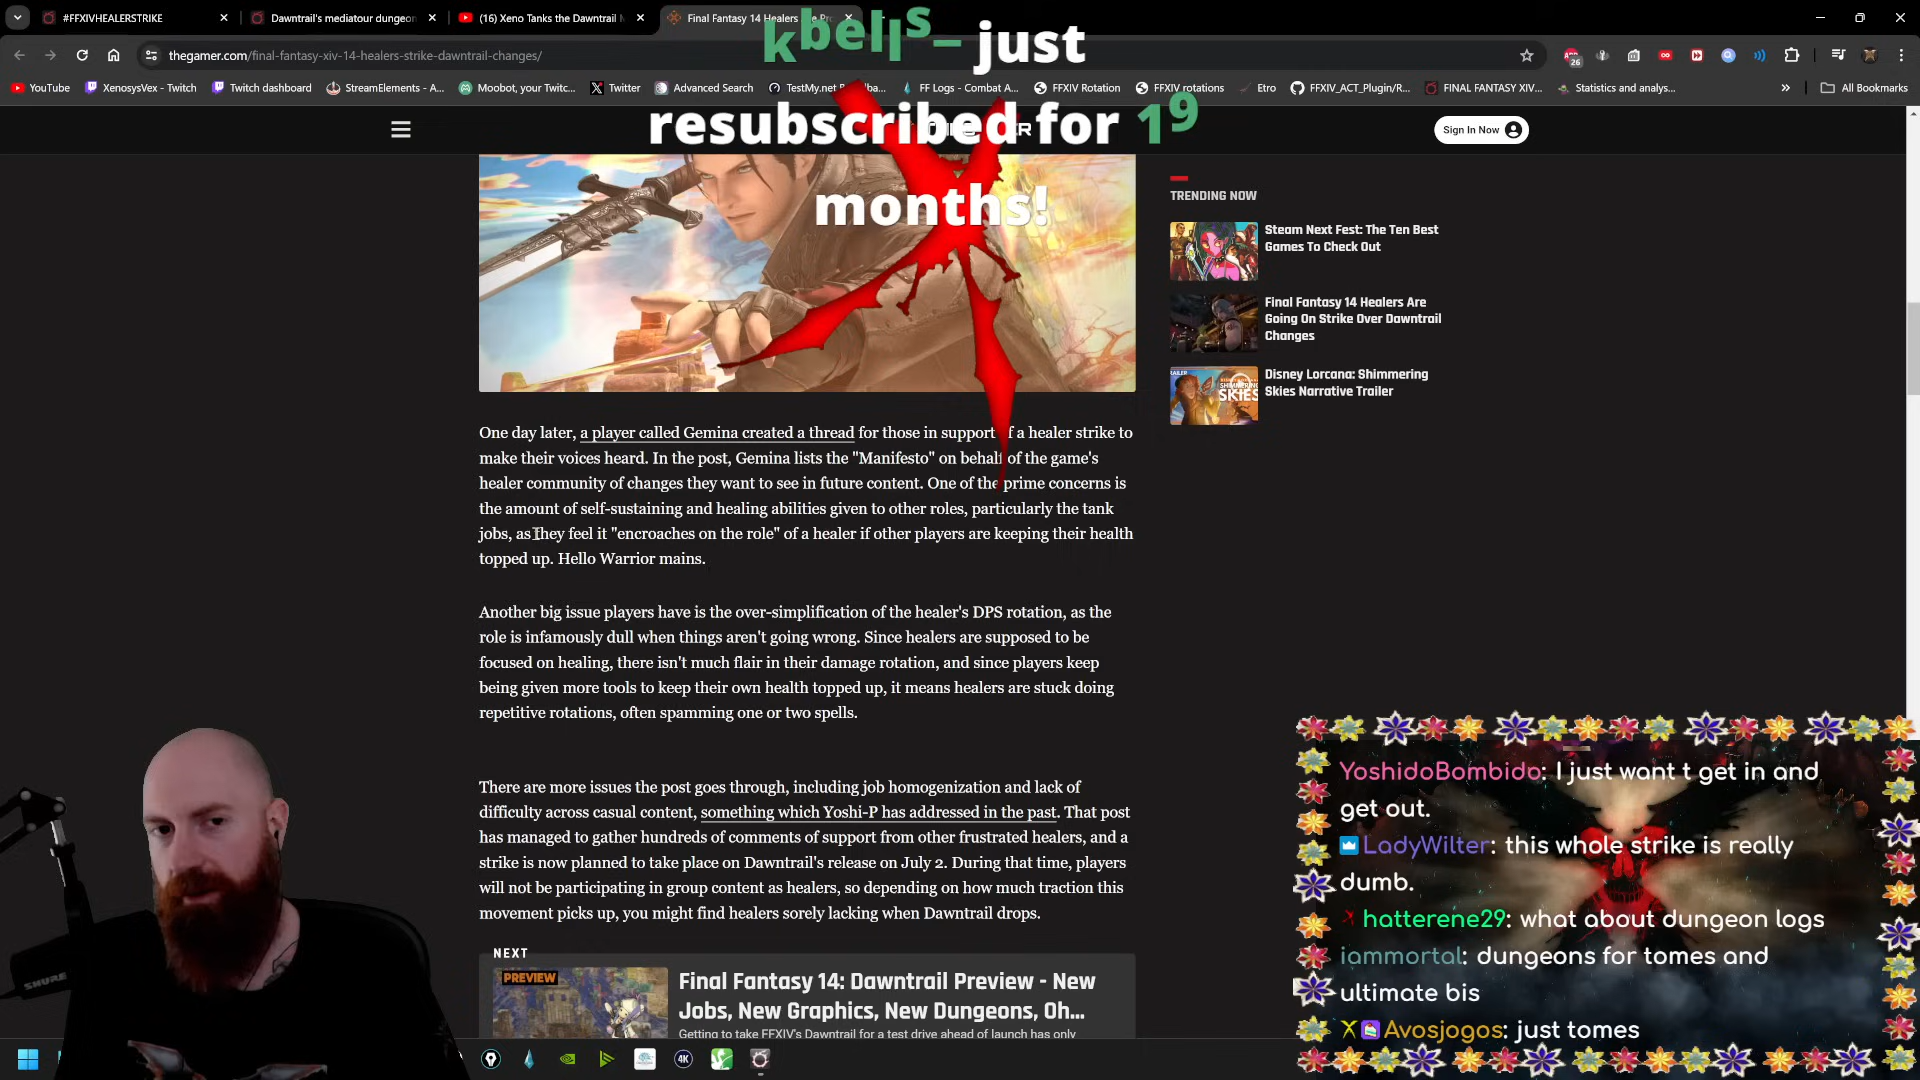 #FFXIVHEALERSTRIKE
Dawntrail's mediatour dungeon
(16) Xeno Tanks the Dawntrail
Final Fantasy 14 Healers
thegamer.com/final-fantasy-xiv-14-healers-strike-dawntrail-changes/
26
YouTube
XenosysVex - Twitch
Twitch dashboard
StreamElements - A...
Moobot, your Twitc...
Twitter
Advanced Search
TestMy.net
FF Logs - Combat A...
FFXIV Rotation
FFXIV rotations
Etro
FFXIV_ACT_Plugin/R...
FINAL FANTASY XIV...
Statistics and analys...
All Bookmarks
kbells_ just
resubscribed for 19
months!
Sign In Now
TRENDING NOW
Steam Next Fest: The Ten Best
Games To Check Out
Final Fantasy 14 Healers Are
Going On Strike Over Dawntrail
Changes
Disney Lorcana: Shimmering
Skies Narrative Trailer
One day later, a player called Gemina created a thread for those in support of a healer strike to
make their voices heard. In the post, Gemina lists the "Manifesto" on behalf of the game's
healer community of changes they want to see in future content. One of the prime concerns is
the amount of self-sustaining and healing abilities given to other roles, particularly the tank
jobs, as they feel it "encroaches on the role" of a healer if other players are keeping their health
topped up. Hello Warrior mains.
Another big issue players have is the over-simplification of the healer's DPS rotation, as the
role is infamously dull when things aren't going wrong. Since healers are supposed to be
focused on healing, there isn't much flair in their damage rotation, and since players keep
being given more tools to keep their own health topped up, it means healers are stuck doing
repetitive rotations, often spamming one or two spells.
There are more issues the post goes through, including job homogenization and lack of
difficulty across casual content, something which Yoshi-P has addressed in the past. That post
has managed to gather hundreds of comments of support from other frustrated healers, and a
strike is now planned to take place on Dawntrail's release on July 2. During that time, players
will not be participating in group content as healers, so depending on how much traction this
movement picks up, you might find healers sorely lacking when Dawntrail drops.
NEXT
PREVIEW
Final Fantasy 14: Dawntrail Preview - New
Jobs, New Graphics, New Dungeons, Oh...
Getting to take FFXIV's Dawntrail for a test drive ahead of launch has only
YoshidoBombido: I just want t get in and
get out.
LadyWilter: this whole strike is really
dumb.
hatterene29: what about dungeon logs
iammortal: dungeons for tomes and
ultimate bis
Avosjogos: just tomes
SHURE
4K